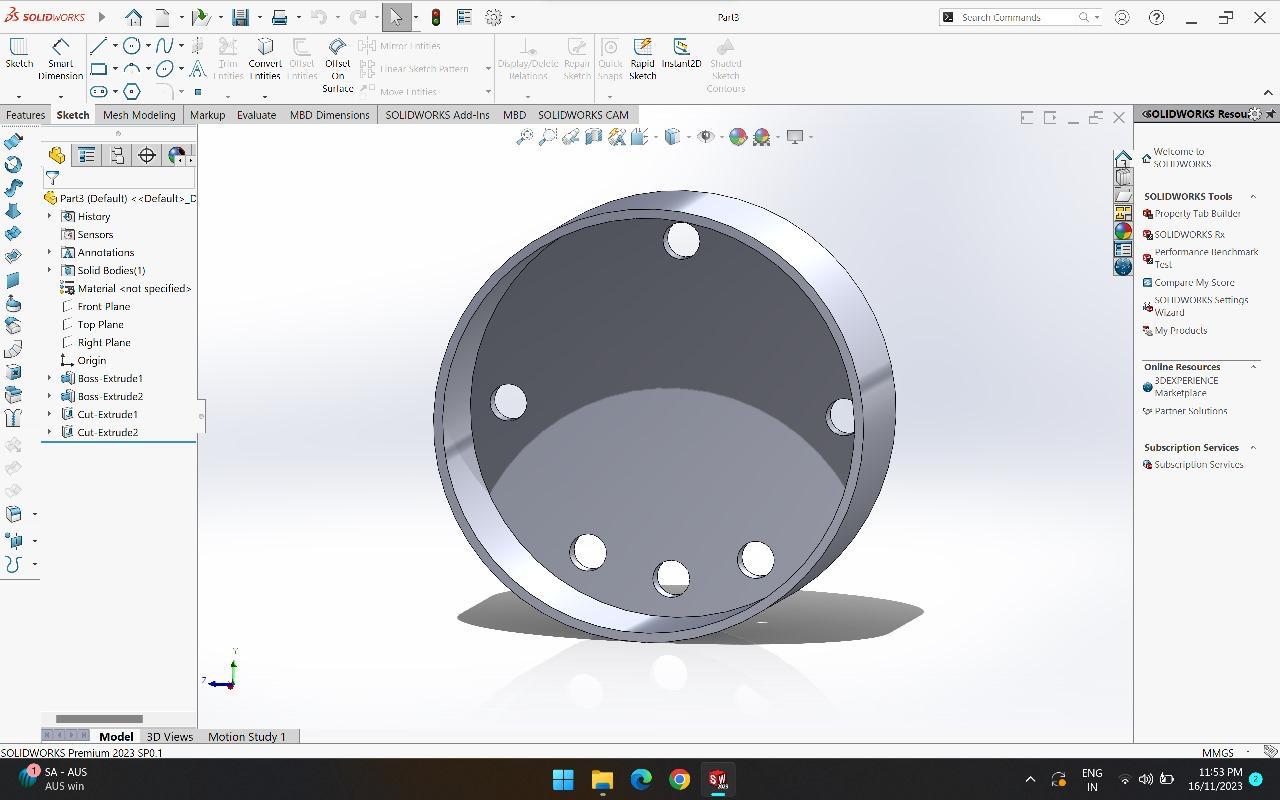 SOLIDWORKS
Part3
Search Commands
Sketch
Smart
Dimension
Trim
Entities
Convert
Entities
Offset
Entities
Offset
On
Surface
Mirror Entities
Linear Sketch Pattern
Move Entities
Display/Delete
Relations
Repair
Sketch
Quick
Snaps
Rapid
Sketch
Instant2D
Shaded
Sketch
Contours
Features
Sketch
Mesh Modeling
Markup
Evaluate
MBD Dimensions
SOLIDWORKS Add-Ins
MBD
SOLIDWORKS CAM
Part3 (Default) <<Default>_D
History
Sensors
Annotations
Solid Bodies(1)
Material <not specified>
Front Plane
Top Plane
Right Plane
Origin
Boss-Extrude1
Boss-Extrude2
Cut-Extrude1
Cut-Extrude2
Y
Z
SOLIDWORKS Resou
Welcome to
SOLIDWORKS
SOLIDWORKS Tools
Property Tab Builder
SOLIDWORKS Rx
Performance Benchmark
Test
Compare My Score
SOLIDWORKS Settings
Wizard
My Products
Online Resources
3DEXPERIENCE
Marketplace
Partner Solutions
Subscription Services
Subscription Services
Model
3D Views
Motion Study 1
SOLIDWORKS Premium 2023 SP0.1
MMGS
1
SA - AUS
AUS win
SW
2023
ENG
IN
11:53 PM
16/11/2023
2